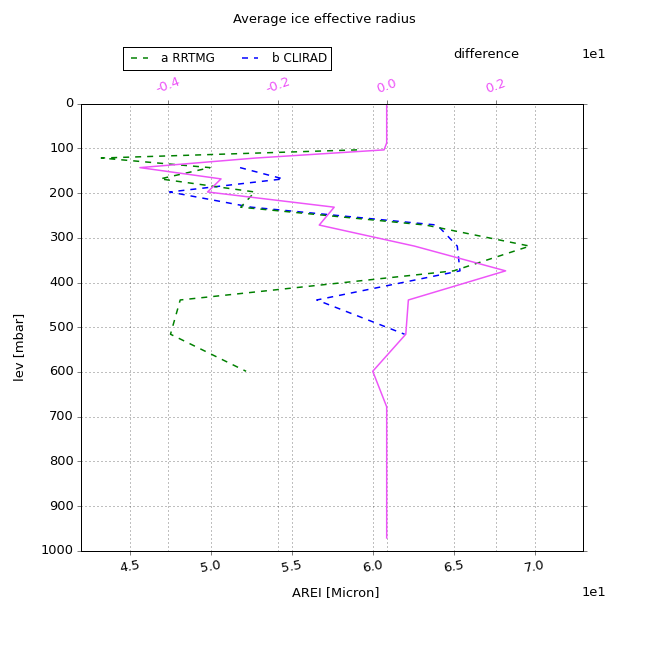 Average ice effective radius
a RRTMG b CLIRAD
difference 1e1
-0.4 -0.2 0.0 0.2
0
100
200
300
400
500
600
700
800
900
1000
lev [mbar]
4.5 5.0 5.5 6.0 6.5 7.0
AREI [Micron] 1e1